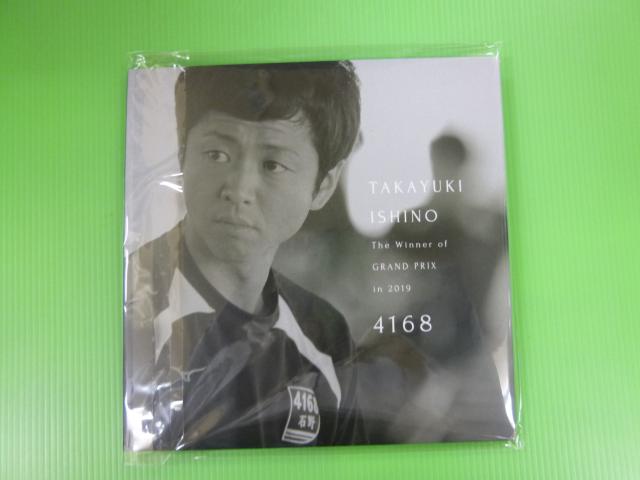 TAKAYUKI
ISHINO
The Winner of
GRAND PRIX
in 2019
4168
4168
石野